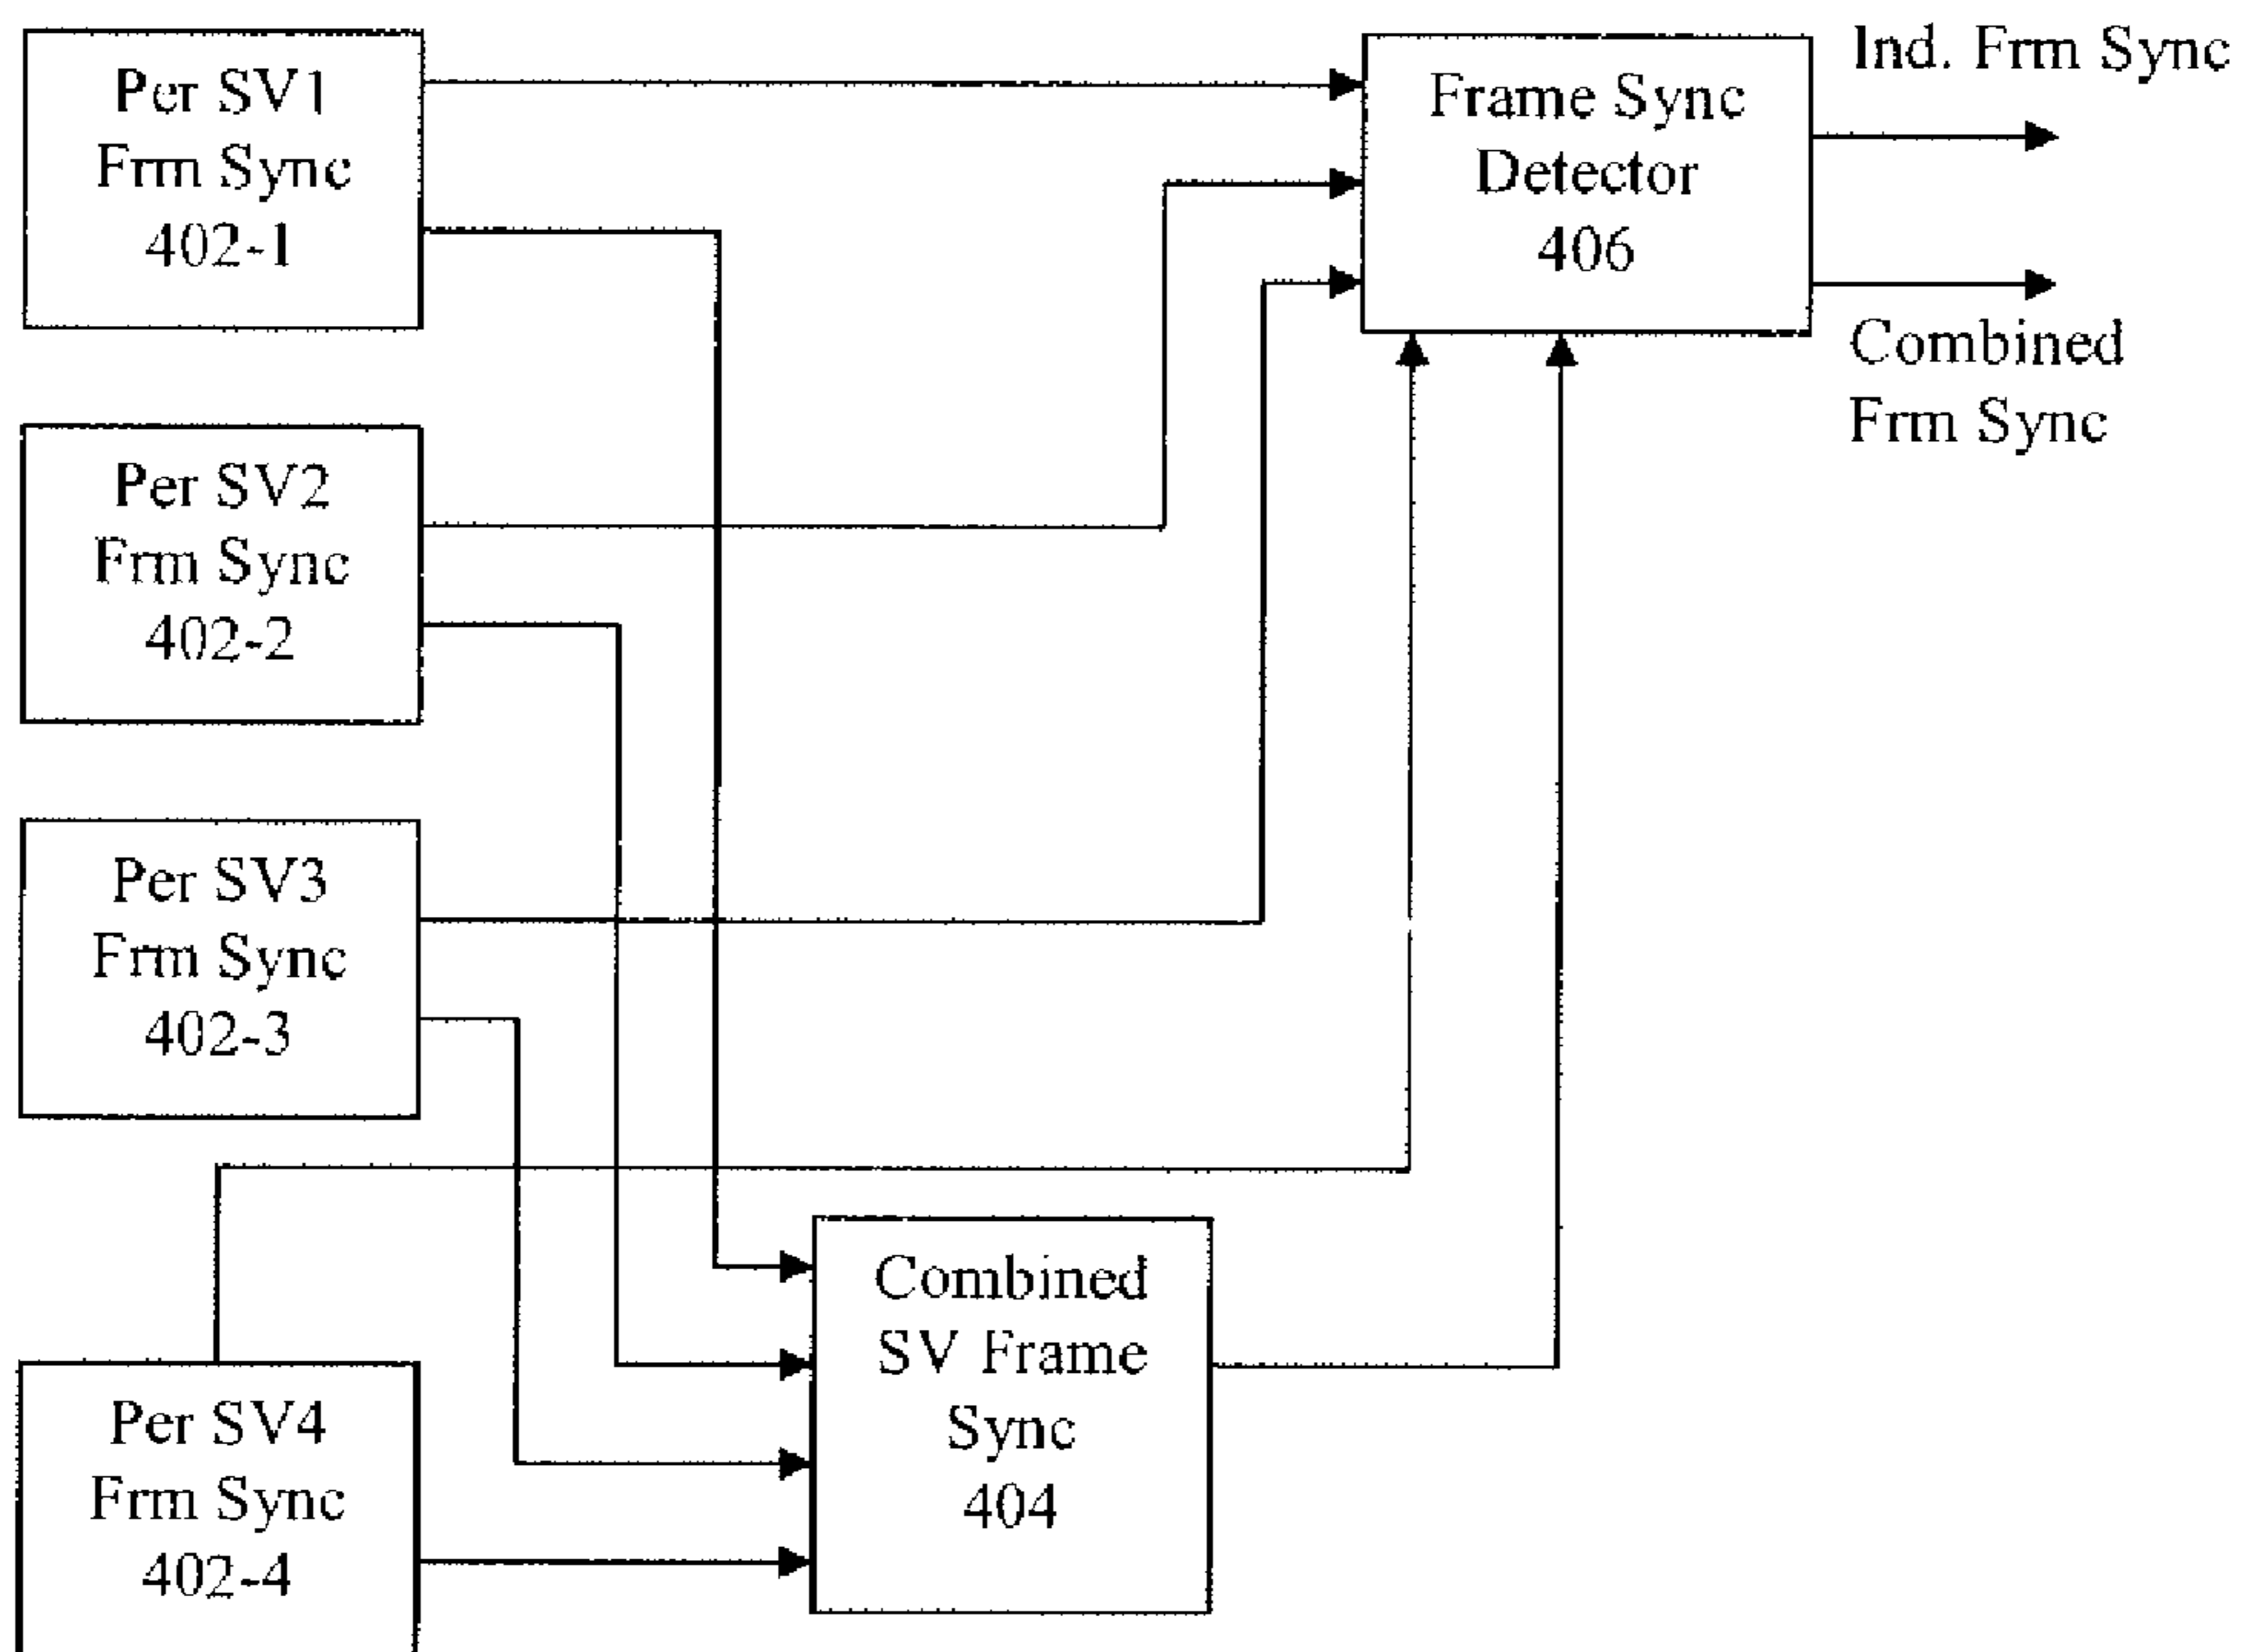 Per SV1
Frm Sync
402-1
Frame Sync
Detector
406
Ind. Frm Sync
Combined
Frm Sync
Per SV2
Frm Sync
402-2
Per SV3
Frm Sync
402-3
Per SV4
Frm Sync
402-4
Combined
SV Frame
Sync
404